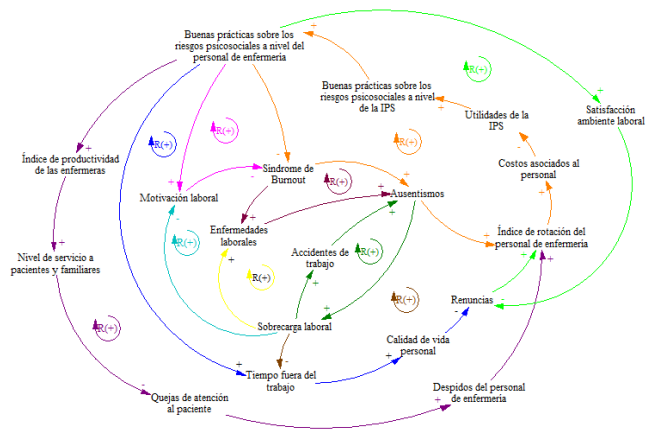 Buenas prácticas sobre los
riesgos psicosociales a nivel del
personal de enfermería
R(+)
Buenas prácticas sobre los
riesgos psicosociales a nivel
de la IPS
Utilidades de la
IPS
Satisfacción
ambiente laboral
R(+)
R(+)
R(+)
Índice de productividad
de las enfermeras
Síndrome de
Burnout
Costos asociados al
personal
R(+)
Motivación laboral
Ausentismos
Enfermedades
laborales
Índice de rotación del
personal de enfermería
R(+)
Accidentes de
trabajo
R(+)
Nivel de servicio a
pacientes y familiares
R(+)
R(+)
Renuncias
Sobrecarga laboral
R(+)
Calidad de vida
personal
Tiempo fuera del
trabajo
Quejas de atención
al paciente
Despidos del personal
de enfermería